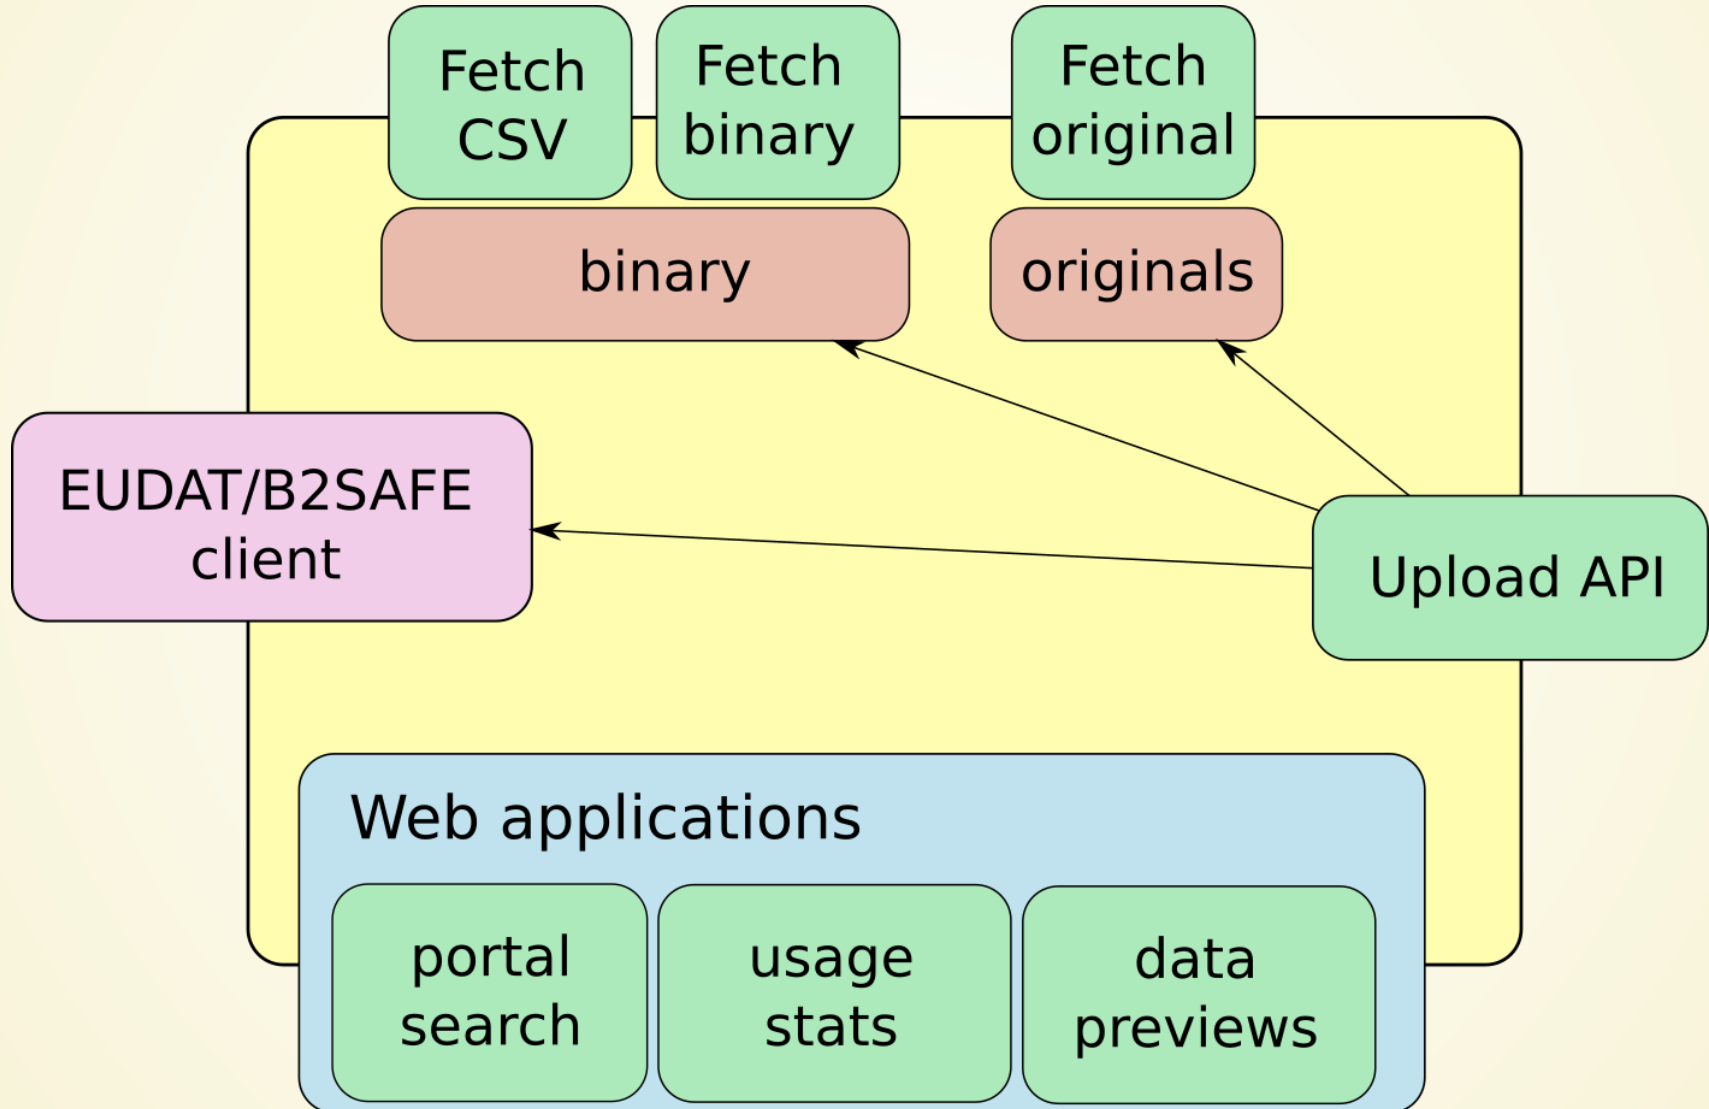 Fetch
CSV
Fetch
binary
Fetch
original
binary
originals
EUDAT/B2SAFE
client
Upload API
Web applications
portal
search
usage
stats
data
previews